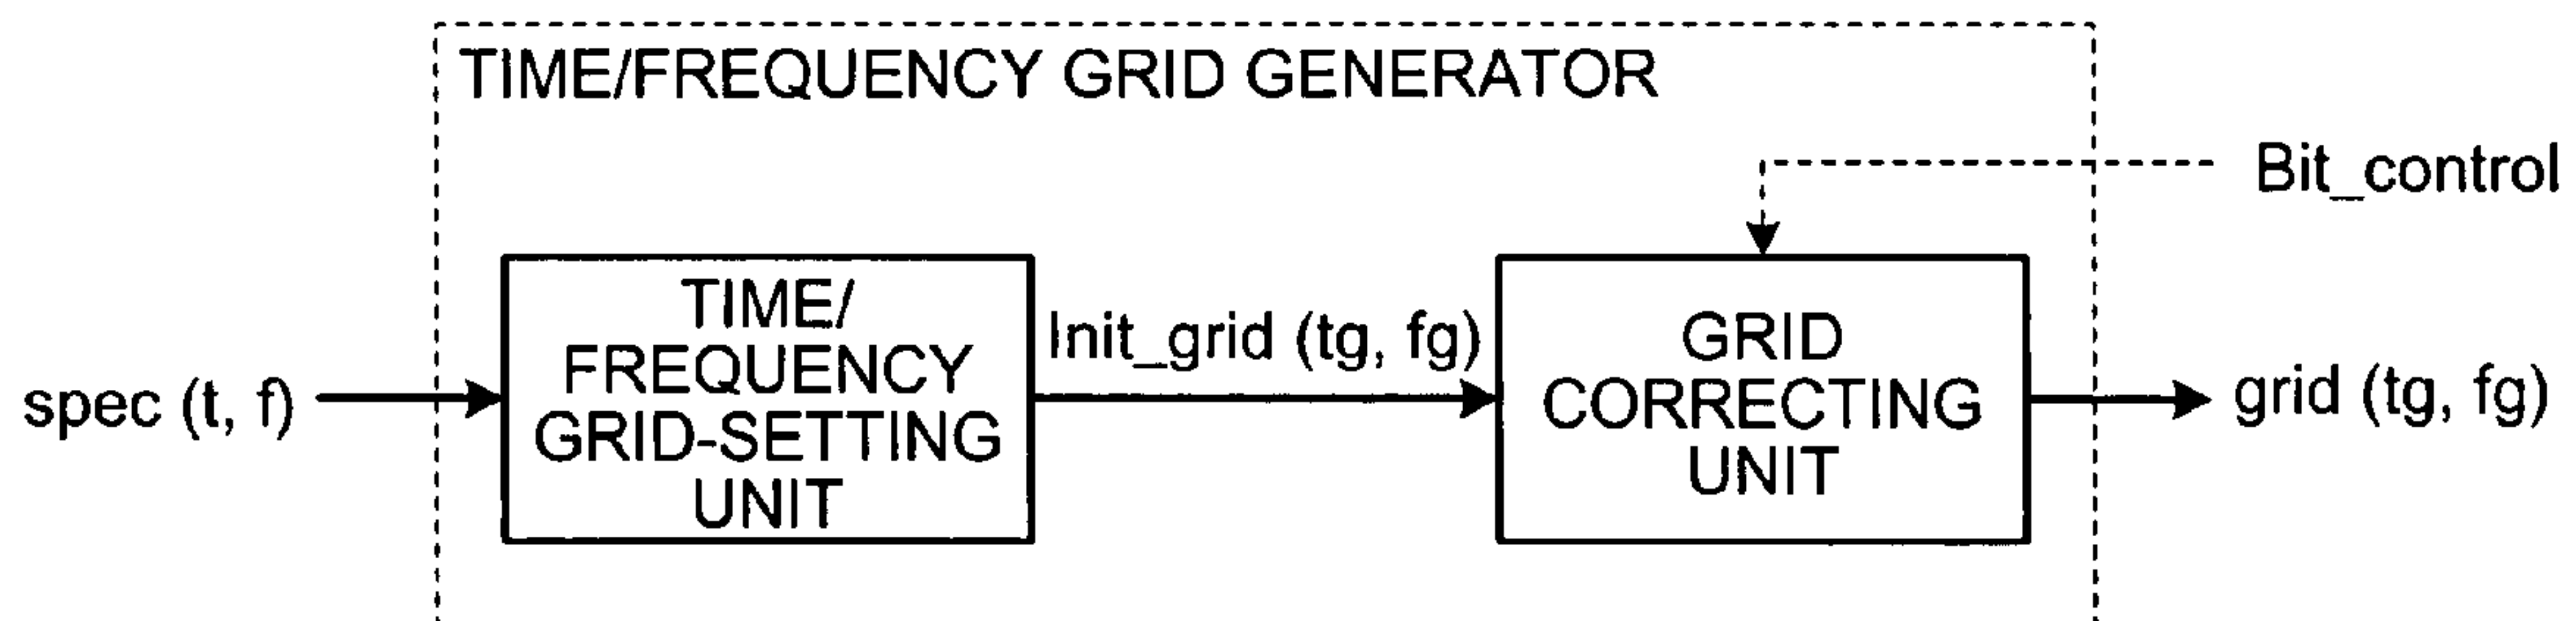 TIME/FREQUENCY GRID GENERATOR
Bit_control
spec (t, f)
TIME/
FREQUENCY
GRID-SETTING
UNIT
Init_grid (tg, fg)
GRID
CORRECTING
UNIT
grid (tg, fg)